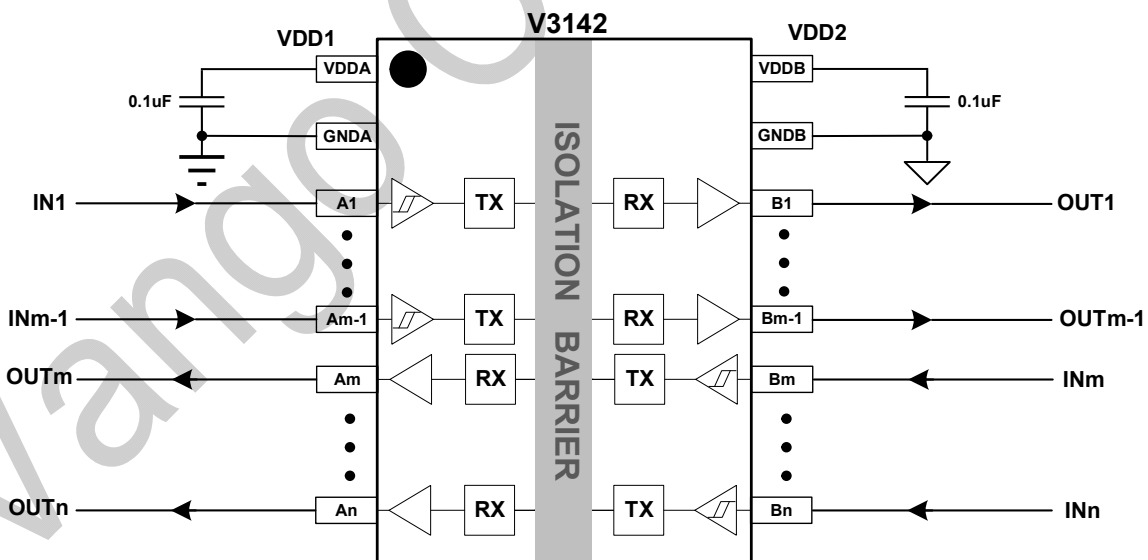 V3142
VDD1
VDD2
VDDA
VDDB
0.1uF
0.1uF
GNDA
GNDB
ISOLATION BARRIER
IN1
A1
TX
RX
B1
OUT1
INm-1
Am-1
TX
RX
Bm-1
OUTm-1
OUTm
Am
RX
TX
Bm
INm
OUTn
An
RX
TX
Bn
INn
Vango